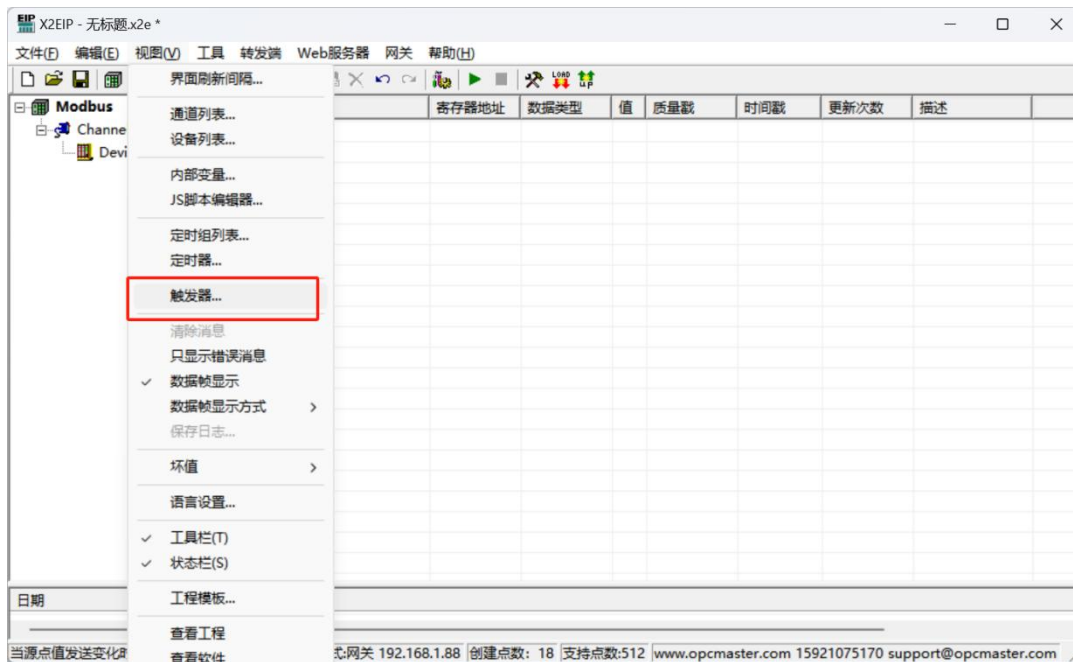 EIP X2EIP - 无标题.x2e *
文件(F) 编辑(E) 视图(V) 工具 转发端 Web服务器 网关 帮助(H)
界面刷新间隔...
LOAD UP
Modbus 寄存器地址 数据类型 值 质量戳 时间戳 更新次数 描述
通道列表...
Channe
设备列表...
Devi
内部变量...
JS脚本编辑器...
定时组列表...
定时器...
触发器...
清除消息
只显示错误消息
数据帧显示
数据帧显示方式
保存日志...
坏值
语言设置...
工具栏(T)
状态栏(S)
日期
工程模板...
查看工程
当源点值发送变化时
查看软件
式:网关 192.168.1.88 创建点数：18 支持点数:512 www.opcmaster.com 15921075170 support@opcmaster.com